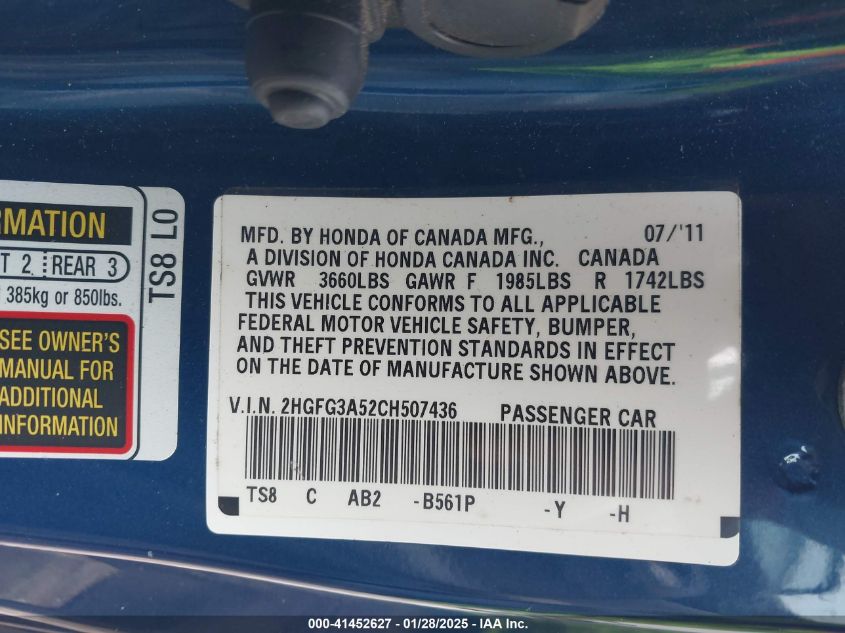 RMATION
T 2 REAR 3
385kg or 850lbs.
SEE OWNER'S
MANUAL FOR
ADDITIONAL
INFORMATION
TS8 L0
MFD. BY HONDA OF CANADA MFG., 07/'11
A DIVISION OF HONDA CANADA INC. CANADA
GVWR 3660LBS GAWR F 1985LBS R 1742LBS
THIS VEHICLE CONFORMS TO ALL APPLICABLE
FEDERAL MOTOR VEHICLE SAFETY, BUMPER,
AND THEFT PREVENTION STANDARDS IN EFFECT
ON THE DATE OF MANUFACTURE SHOWN ABOVE.
V.I.N. 2HGFG3A52CH507436 PASSENGER CAR
TS8 C AB2 -B561P -Y -H
000-41452627 - 01/28/2025 - IAA Inc.